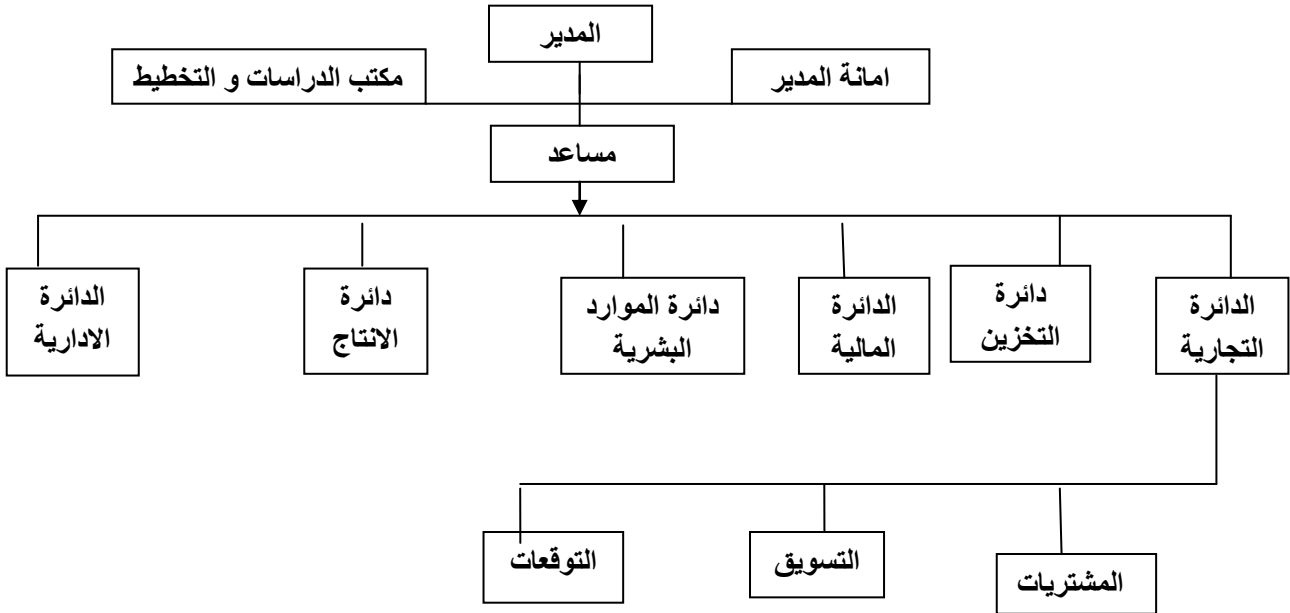 المدير
امانة المدير
مكتب الدراسات و التخطيط
مساعد
الدائرة
التجارية
دائرة
التخزين
الدائرة
المالية
دائرة الموارد
البشرية
دائرة
الانتاج
الدائرة
الادارية
المشتريات
التسويق
التوقعات